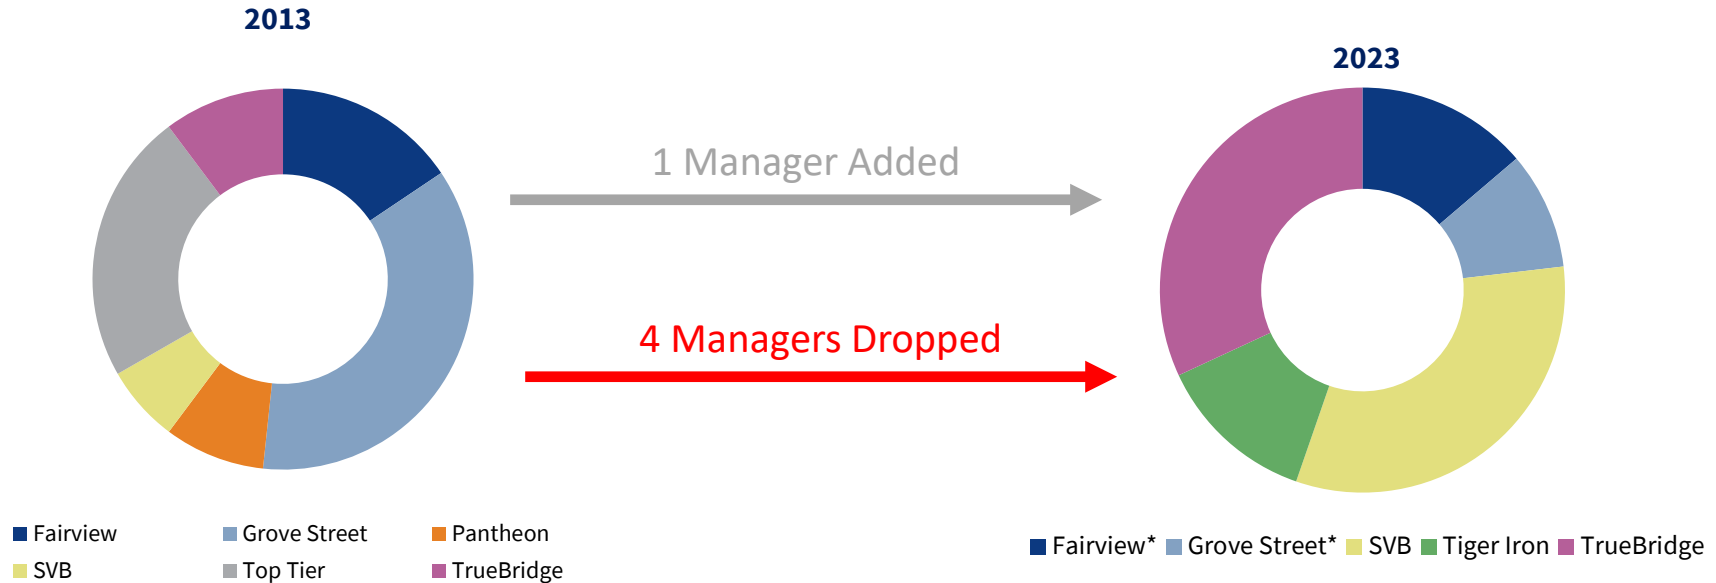 2013
2023
1 Manager Added
4 Managers Dropped
Fairview Grove Street Pantheon
SVB Top Tier TrueBridge
Fairview* Grove Street* SVB Tiger Iron TrueBridge